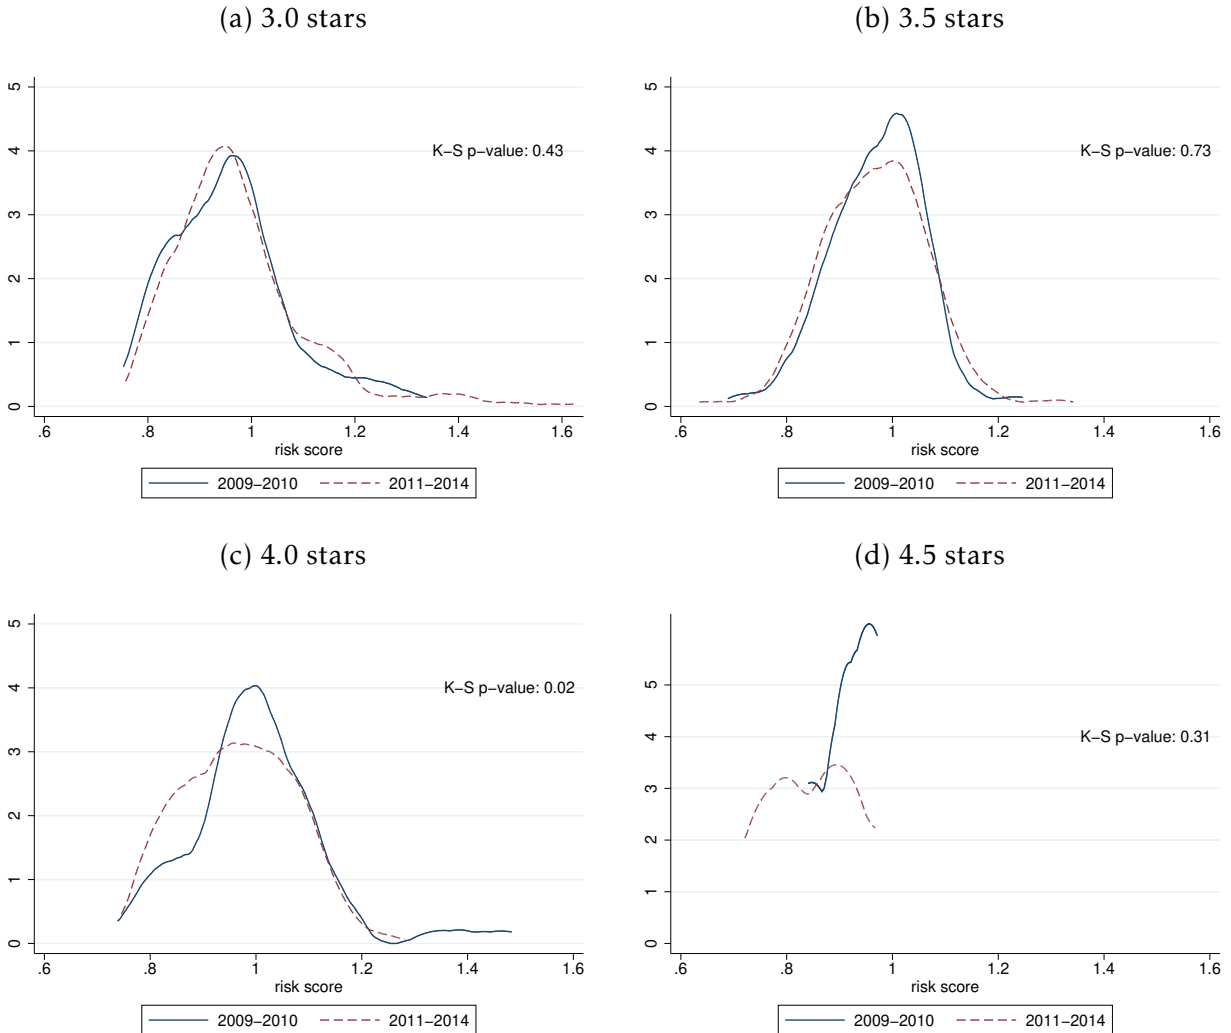 (a) 3.0 stars
5
4
3
2
1
0
K−S p−value: 0.43
.6 .8 1 1.2 1.4 1.6
risk score
2009−2010 2011−2014
(b) 3.5 stars
5
4
3
2
1
0
K−S p−value: 0.73
.6 .8 1 1.2 1.4 1.6
risk score
2009−2010 2011−2014
(c) 4.0 stars
5
4
3
2
1
0
K−S p−value: 0.02
.6 .8 1 1.2 1.4 1.6
risk score
2009−2010 2011−2014
(d) 4.5 stars
5
4
3
2
1
0
K−S p−value: 0.31
.6 .8 1 1.2 1.4 1.6
risk score
2009−2010 2011−2014